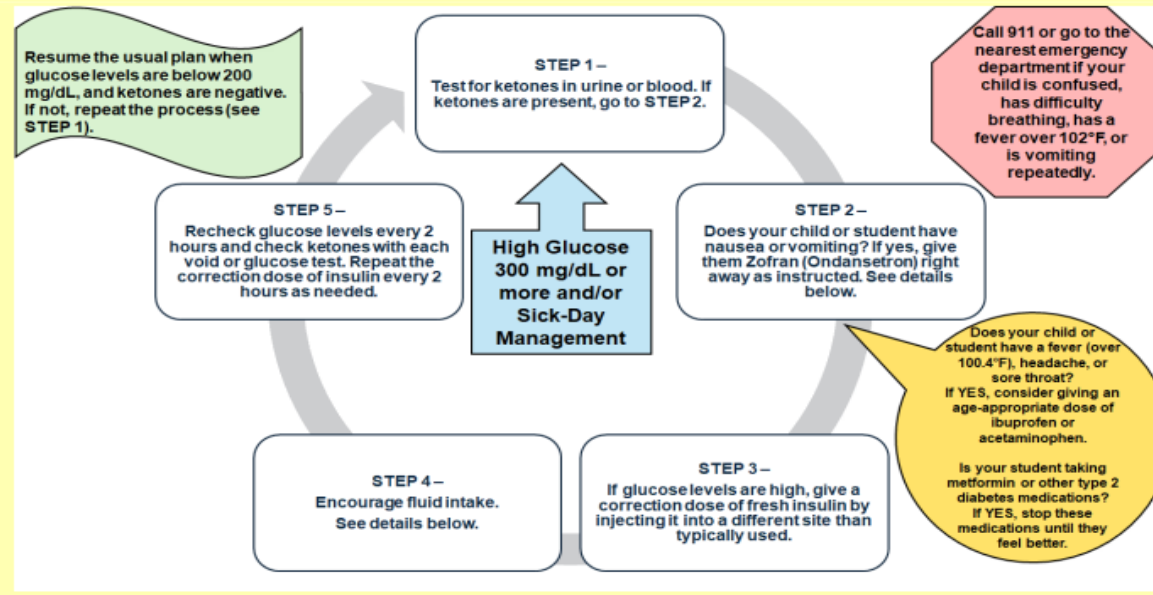 Resume the usual plan when
glucose levels are below 200
mg/dL, and ketones are negative.
If not, repeat the process (see
STEP 1).
STEP 1 –
Test for ketones in urine or blood. If
ketones are present, go to STEP 2.
Call 911 or go to the
nearest emergency
department if your
child is confused,
has difficulty
breathing, has a
fever over 102°F, or
is vomiting
repeatedly.
STEP 5 –
Recheck glucose levels every 2
hours and check ketones with each
void or glucose test. Repeat the
correction dose of insulin every 2
hours as needed.
High Glucose
300 mg/dL or
more and/or
Sick-Day
Management
STEP 2 –
Does your child or student have
nausea or vomiting? If yes, give
them Zofran (Ondansetron) right
away as instructed. See details
below.
Does your child or
student have a fever (over
100.4°F), headache, or
sore throat?
If YES, consider giving an
age-appropriate dose of
ibuprofen or
acetaminophen.
Is your student taking
metformin or other type 2
diabetes medications?
If YES, stop these
medications until they
feel better.
STEP 4 –
Encourage fluid intake.
See details below.
STEP 3 –
If glucose levels are high, give a
correction dose of fresh insulin by
injecting it into a different site than
typically used.